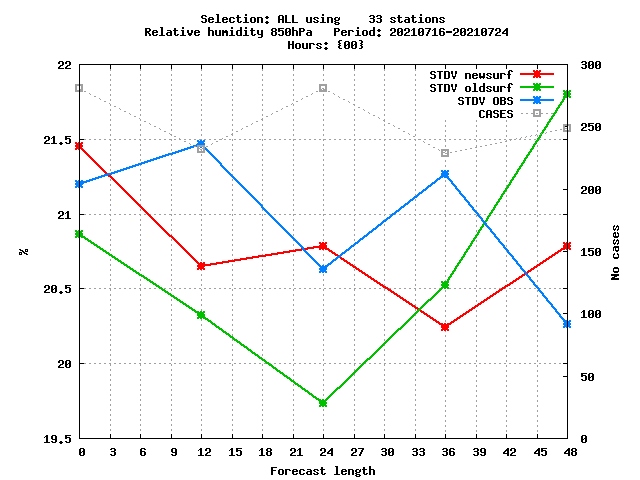 Selection: ALL using    33 stations
Relative humidity 850hPa   Period: 20210716-20210724
Hours: {00}
STDV newsurf
STDV oldsurf
STDV OBS
CASES
22
21.5
21
20.5
20
19.5
%
300
250
200
150
100
50
0
No cases
0 3 6 9 12 15 18 21 24 27 30 33 36 39 42 45 48
Forecast length